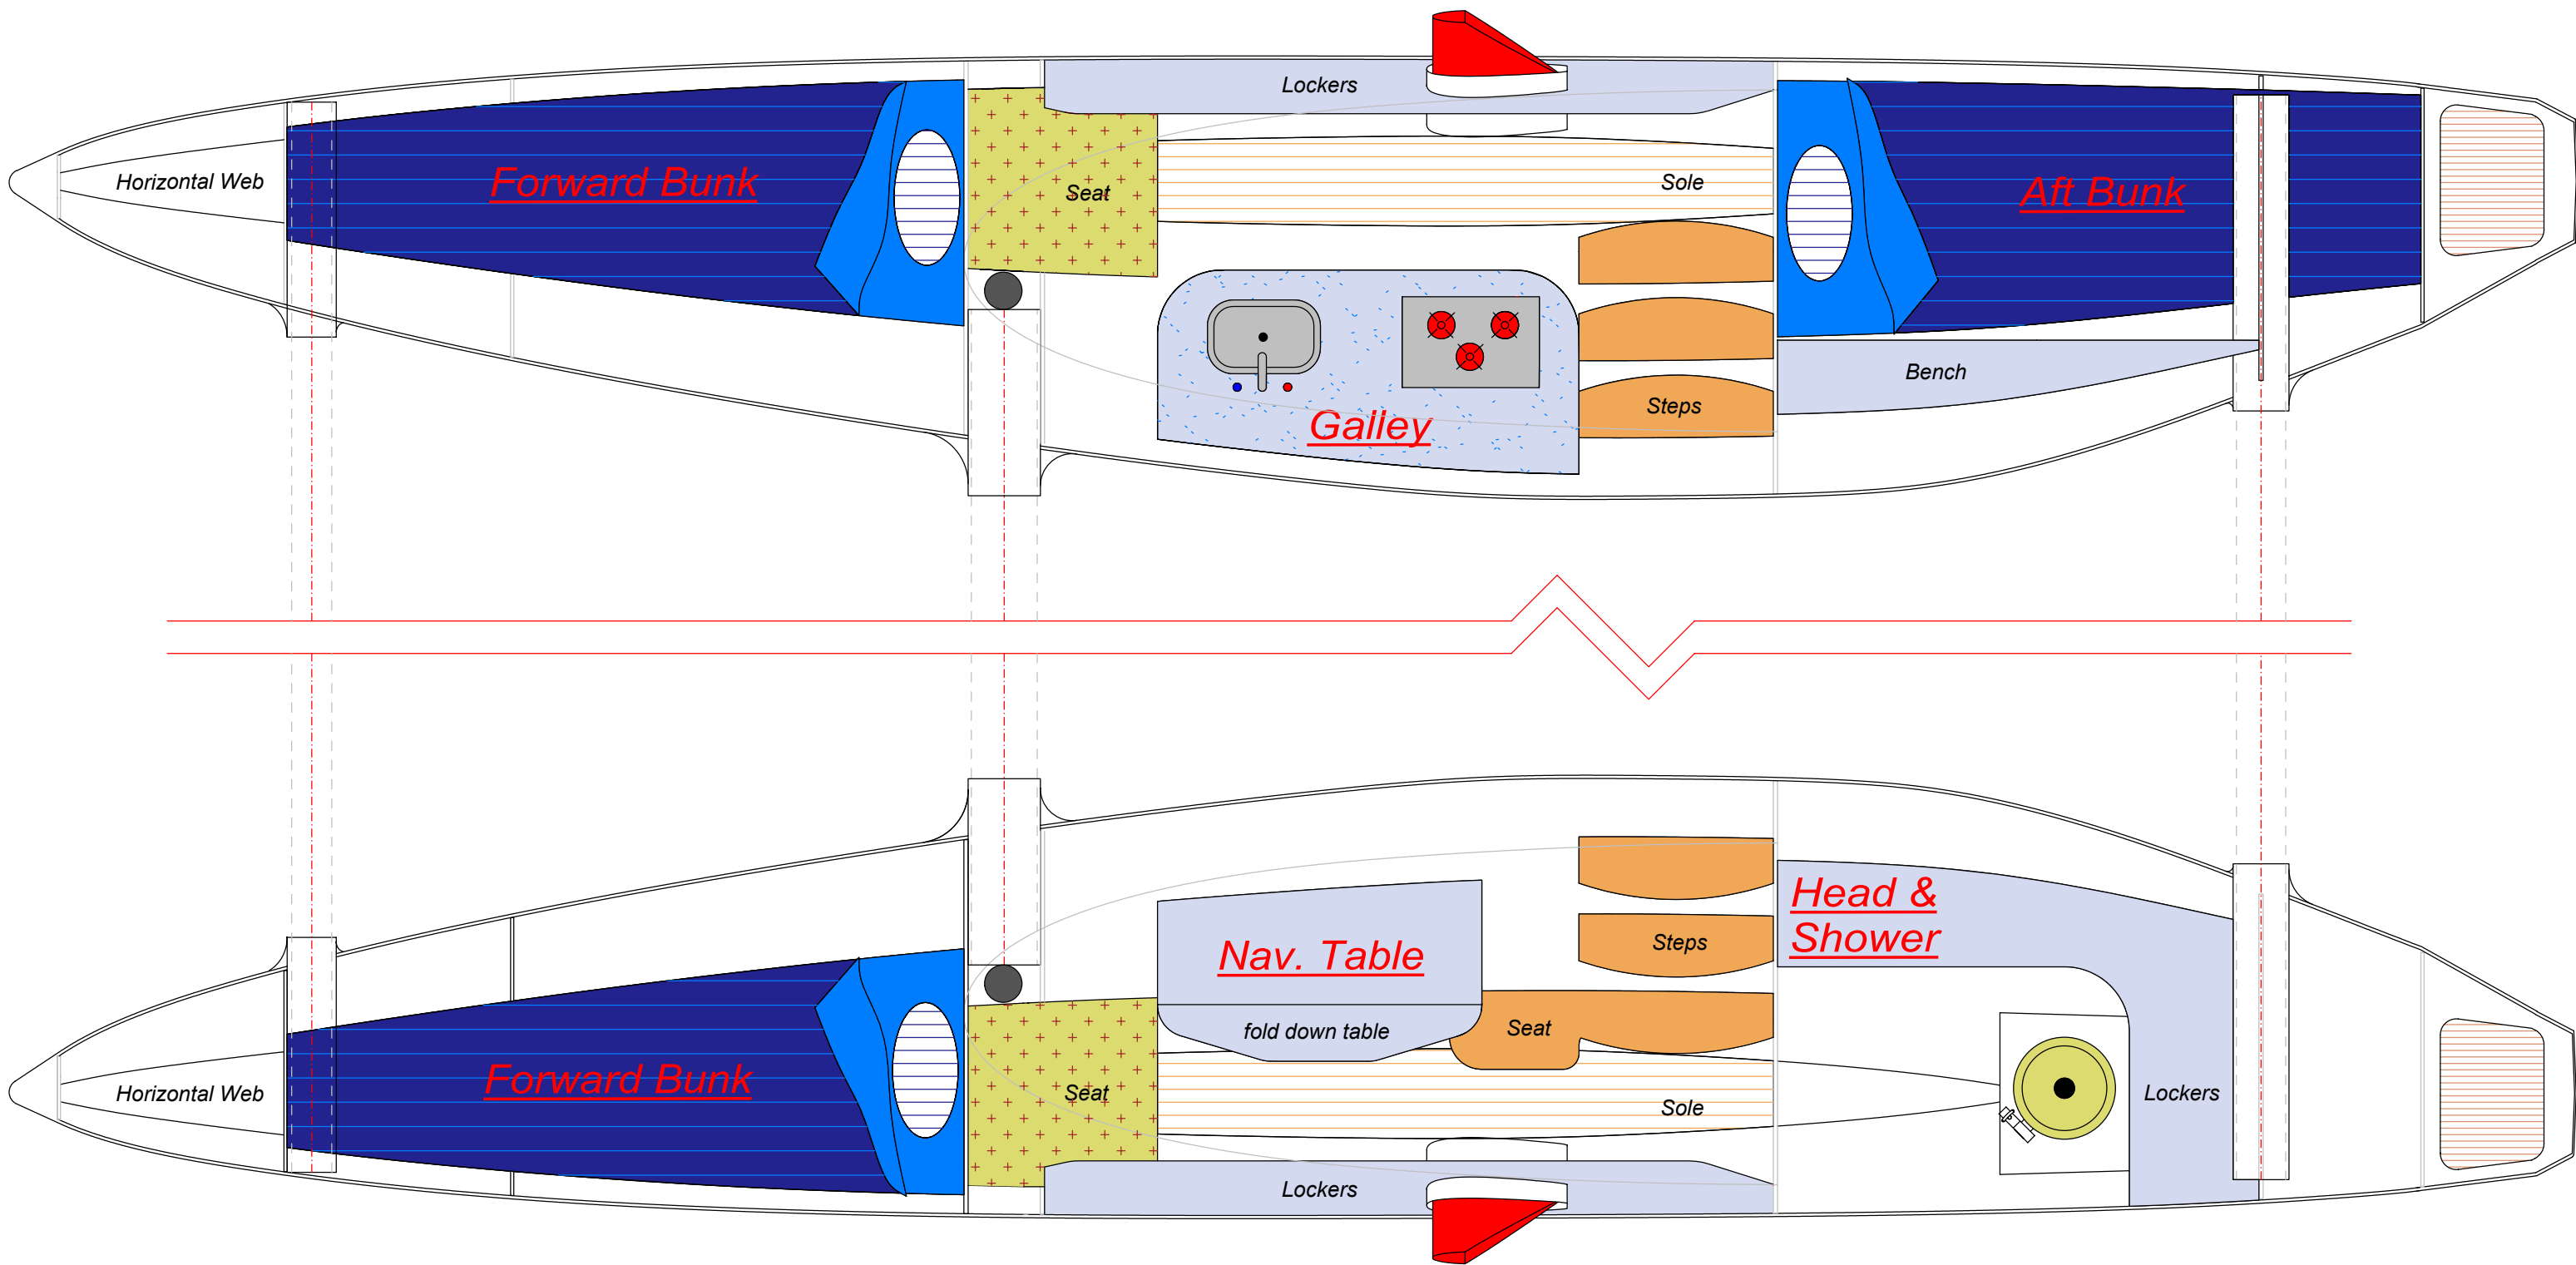 Lockers
Horizontal Web
Forward Bunk
Seat
Sole
Aft Bunk
Bench
Steps
Galley
Head &
Shower
Nav. Table
Steps
fold down table
Seat
Forward Bunk
Horizontal Web
Seat
Sole
Lockers
Lockers